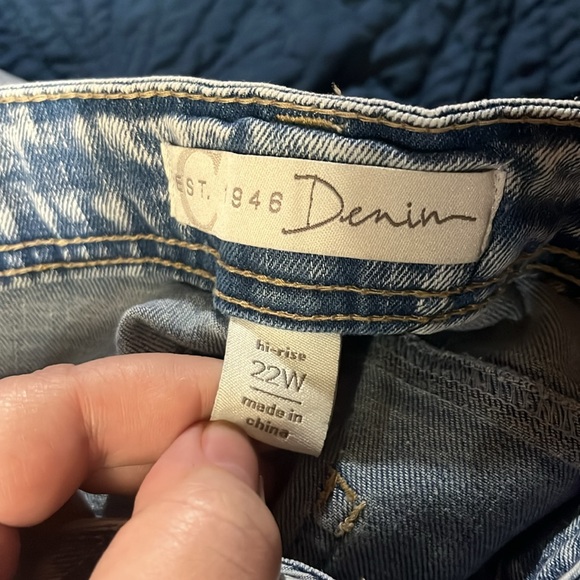 C
EST. 1946 Denim
hi-rise
22W
made in
china